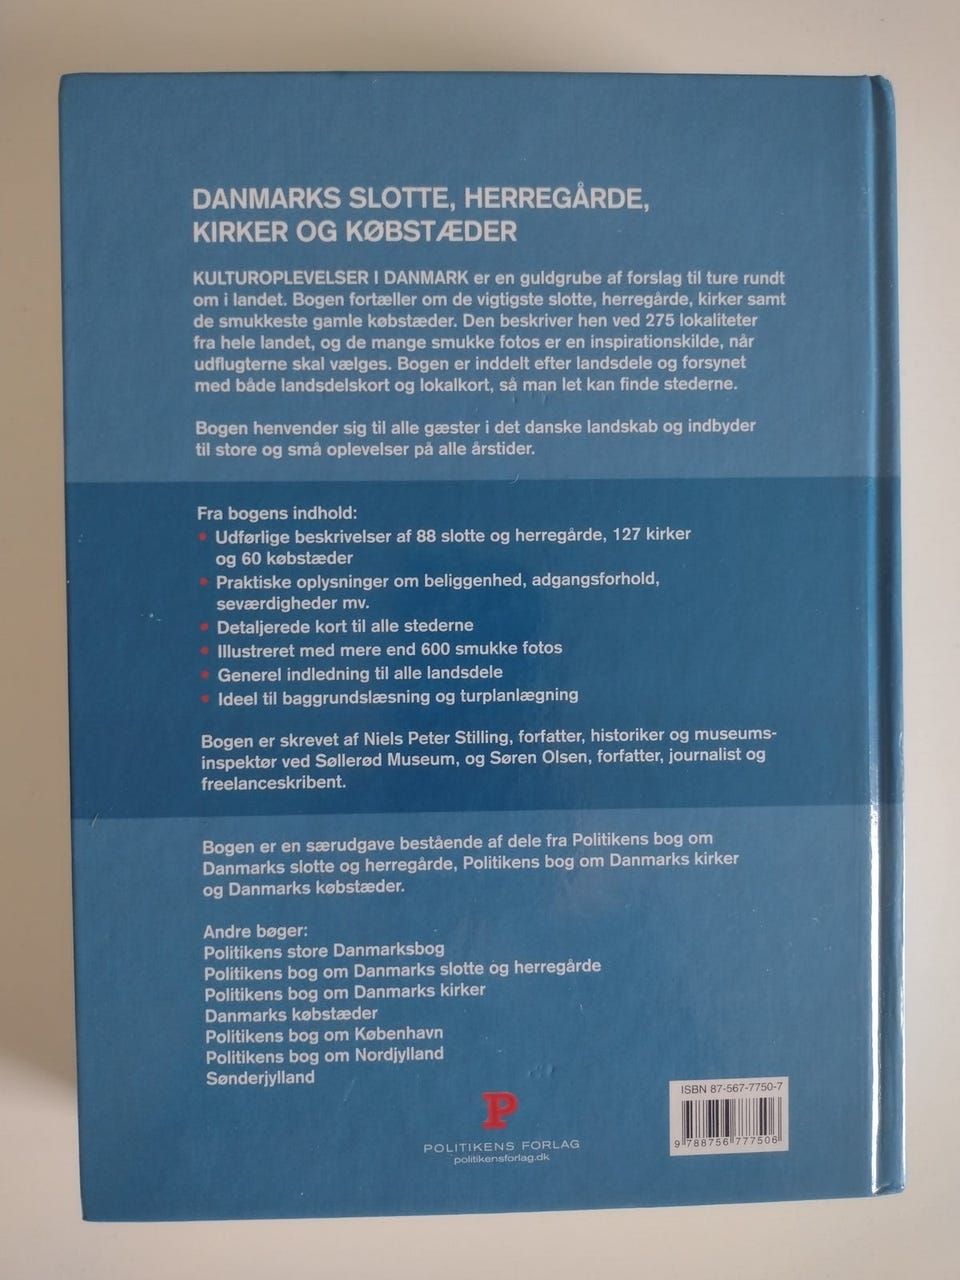 DANMARKS SLOTTE, HERREGÅRDE,
KIRKER OG KØBSTÆDER
KULTUROPLEVELSER I DANMARK er en guldgrube af forslag til ture rundt
om i landet. Bogen fortæller om de vigtigste slotte, herregårde, kirker samt
de smukkeste gamle købstæder. Den beskriver hen ved 275 lokaliteter
fra hele landet, og de mange smukke fotos er en inspirationskilde, når
udflugterne skal vælges. Bogen er inddelt efter landsdele og forsynet
med både landsdelskort og lokalkort, så man let kan finde stederne.
Bogen henvender sig til alle gæster i det danske landskab og indbyder
til store og små oplevelser på alle årstider.
Fra bogens indhold:
• Udførlige beskrivelser af 88 slotte og herregårde, 127 kirker
og 60 købstæder
• Praktiske oplysninger om beliggenhed, adgangsforhold,
seværdigheder mv.
• Detaljerede kort til alle stederne
• Illustreret med mere end 600 smukke fotos
• Generel indledning til alle landsdele
• Ideel til baggrundslæsning og turplanlægning
Bogen er skrevet af Niels Peter Stilling, forfatter, historiker og museums-
inspektør ved Søllerød Museum, og Søren Olsen, forfatter, journalist og
freelanceskribent.
Bogen er en særudgave bestående af dele fra Politikens bog om
Danmarks slotte og herregårde, Politikens bog om Danmarks kirker
og Danmarks købstæder.
Andre bøger:
Politikens store Danmarksbog
Politikens bog om Danmarks slotte og herregårde
Politikens bog om Danmarks kirker
Danmarks købstæder
Politikens bog om København
Politikens bog om Nordjylland
Sønderjylland
P
POLITIKENS FORLAG
politikensforlag.dk
ISBN 87-567-7750-7
9 788756 777506